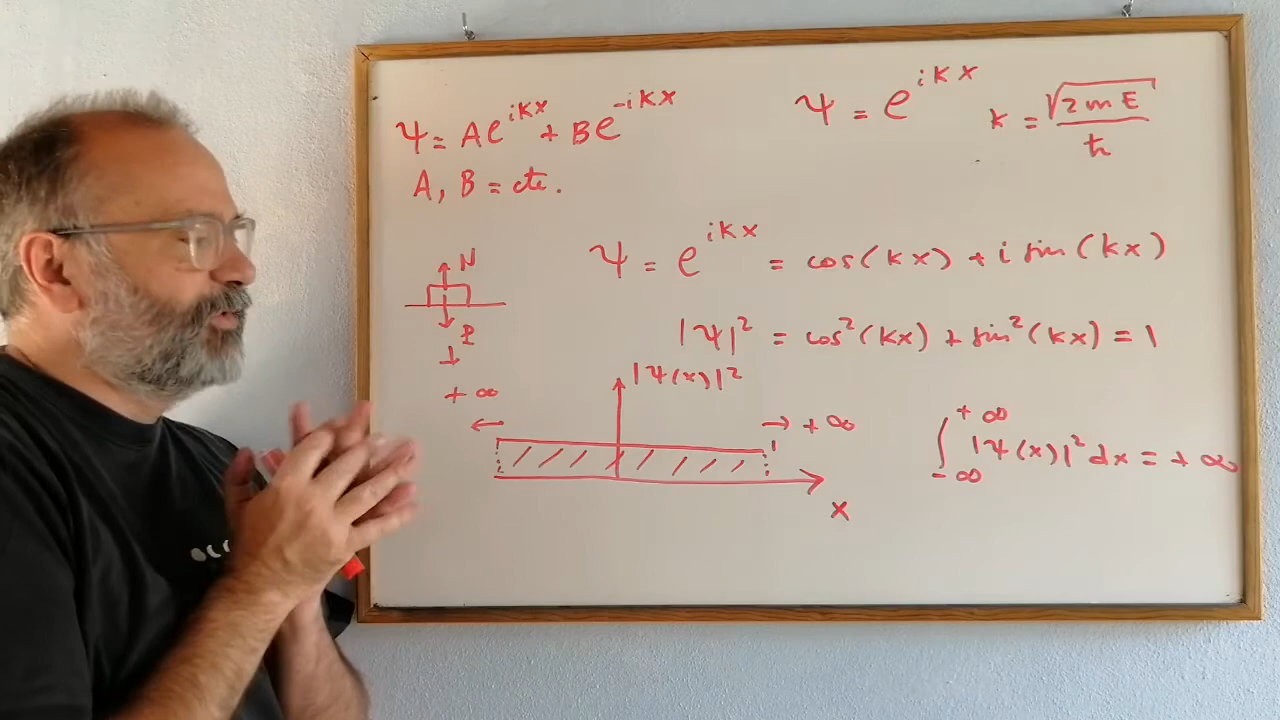 ψ = Ae^{ikx} + Be^{-ikx}
A, B = cte.
ψ = e^{ikx} k = √(2mE)/ħ
ψ = e^{ikx} = cos(kx) + i sin(kx)
|ψ|² = cos²(kx) + sin²(kx) = 1
N
P
+∞
|ψ(x)|²
← → +∞
1
x
∫_{-∞}^{+∞} |ψ(x)|² dx = +∞